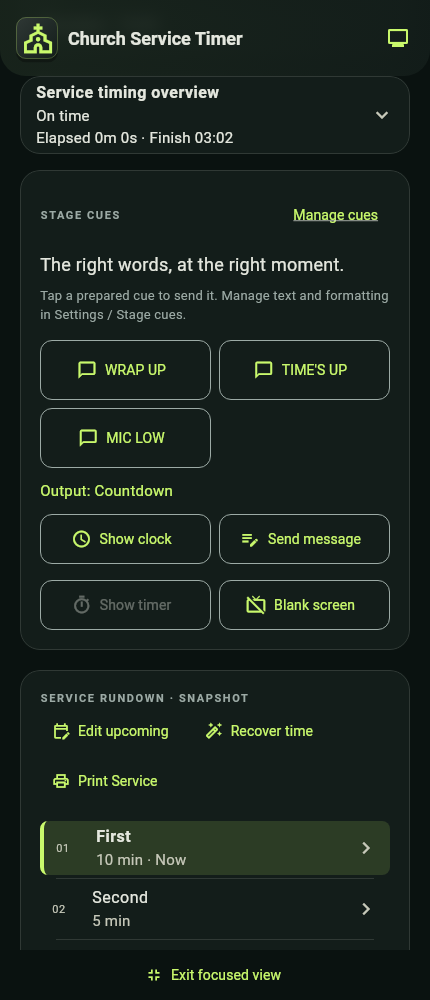 Church Service Timer
Service timing overview
On time
Elapsed 0m 0s · Finish 03:02
STAGE CUES
Manage cues
The right words, at the right moment.
Tap a prepared cue to send it. Manage text and formatting
in Settings / Stage cues.
WRAP UP
TIME'S UP
MIC LOW
Output: Countdown
Show clock
Send message
Show timer
Blank screen
SERVICE RUNDOWN · SNAPSHOT
Edit upcoming
Recover time
Print Service
01
First
10 min · Now
02
Second
5 min
Exit focused view